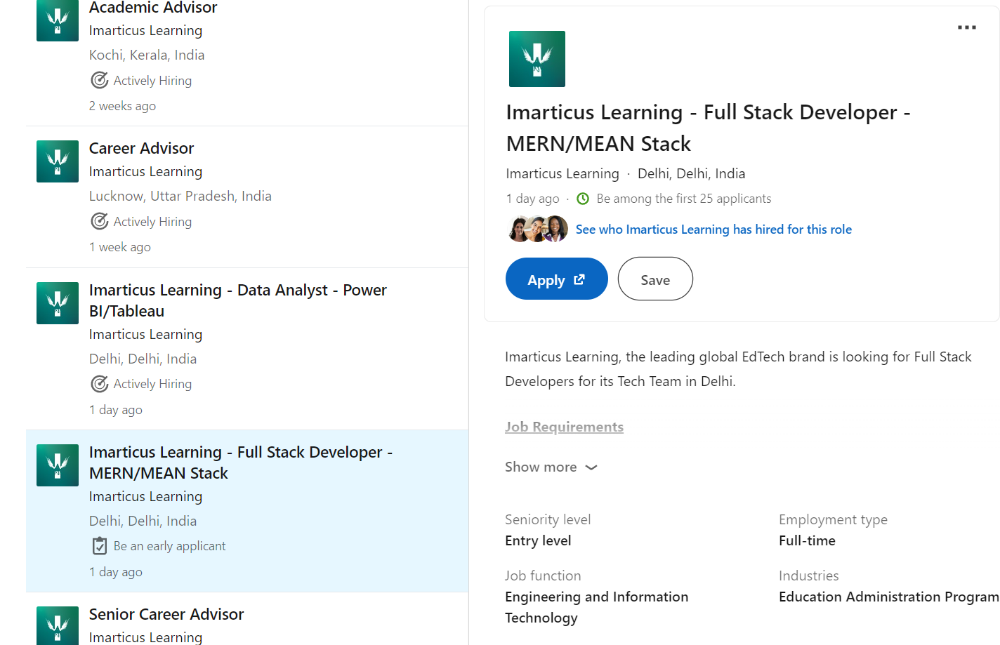 Academic Advisor
Imarticus Learning
Kochi, Kerala, India
Actively Hiring
2 weeks ago
Career Advisor
Imarticus Learning
Lucknow, Uttar Pradesh, India
Actively Hiring
1 week ago
Imarticus Learning - Data Analyst - Power
BI/Tableau
Imarticus Learning
Delhi, Delhi, India
Actively Hiring
1 day ago
Imarticus Learning - Full Stack Developer -
MERN/MEAN Stack
Imarticus Learning
Delhi, Delhi, India
Be an early applicant
1 day ago
Senior Career Advisor
Imarticus Learning
Imarticus Learning - Full Stack Developer -
MERN/MEAN Stack
Imarticus Learning · Delhi, Delhi, India
1 day ago · Be among the first 25 applicants
See who Imarticus Learning has hired for this role
Apply Save
Imarticus Learning, the leading global EdTech brand is looking for Full Stack
Developers for its Tech Team in Delhi.
Job Requirements
Show more
Seniority level
Entry level
Employment type
Full-time
Job function
Engineering and Information
Technology
Industries
Education Administration Program